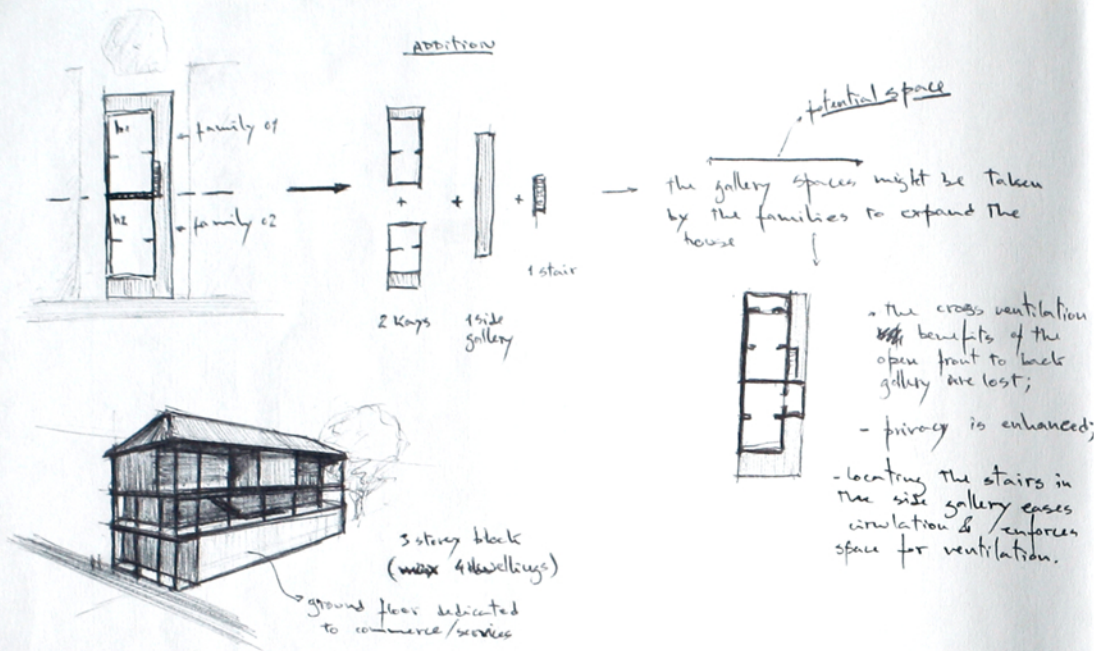 ADDITION
h1
family 01
h2
family 02
+
+
+
2 bays
1 side
gallery
1 stair
potential space
the gallery spaces might be taken
by the families to expand the
house
- the cross ventilation
benefits of the
open front to back
gallery are lost;
- privacy is enhanced;
- locating the stairs in
the side gallery eases
circulation & enforces
space for ventilation.
3 storey block
(max 4 dwellings)
ground floor dedicated
to commerce/services